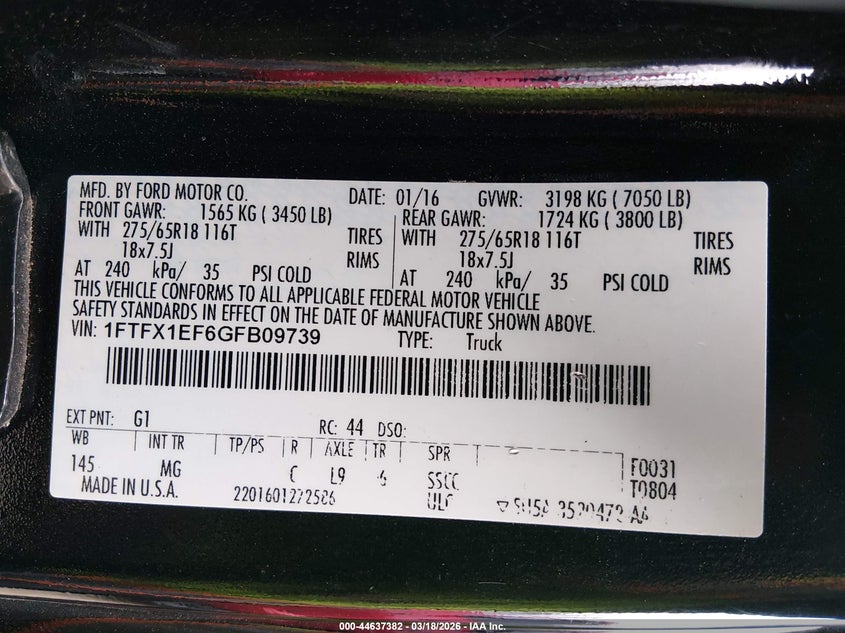 MFD. BY FORD MOTOR CO. DATE: 01/16 GVWR: 3198 KG ( 7050 LB)
FRONT GAWR: 1565 KG ( 3450 LB) REAR GAWR: 1724 KG ( 3800 LB)
WITH 275/65R18 116T TIRES WITH 275/65R18 116T TIRES
18x7.5J RIMS 18x7.5J RIMS
AT 240 kPa/ 35 PSI COLD AT 240 kPa/ 35 PSI COLD
THIS VEHICLE CONFORMS TO ALL APPLICABLE FEDERAL MOTOR VEHICLE
SAFETY STANDARDS IN EFFECT ON THE DATE OF MANUFACTURE SHOWN ABOVE.
VIN: 1FTFX1EF6GFB09739 TYPE: Truck
EXT PNT: G1 RC: 44 DSO:
WB INT TR TP/PS R AXLE TR SPR
145 MG L9 6 F0031
MADE IN U.S.A. T0804
000-44637382 - 03/18/2026 - IAA Inc.